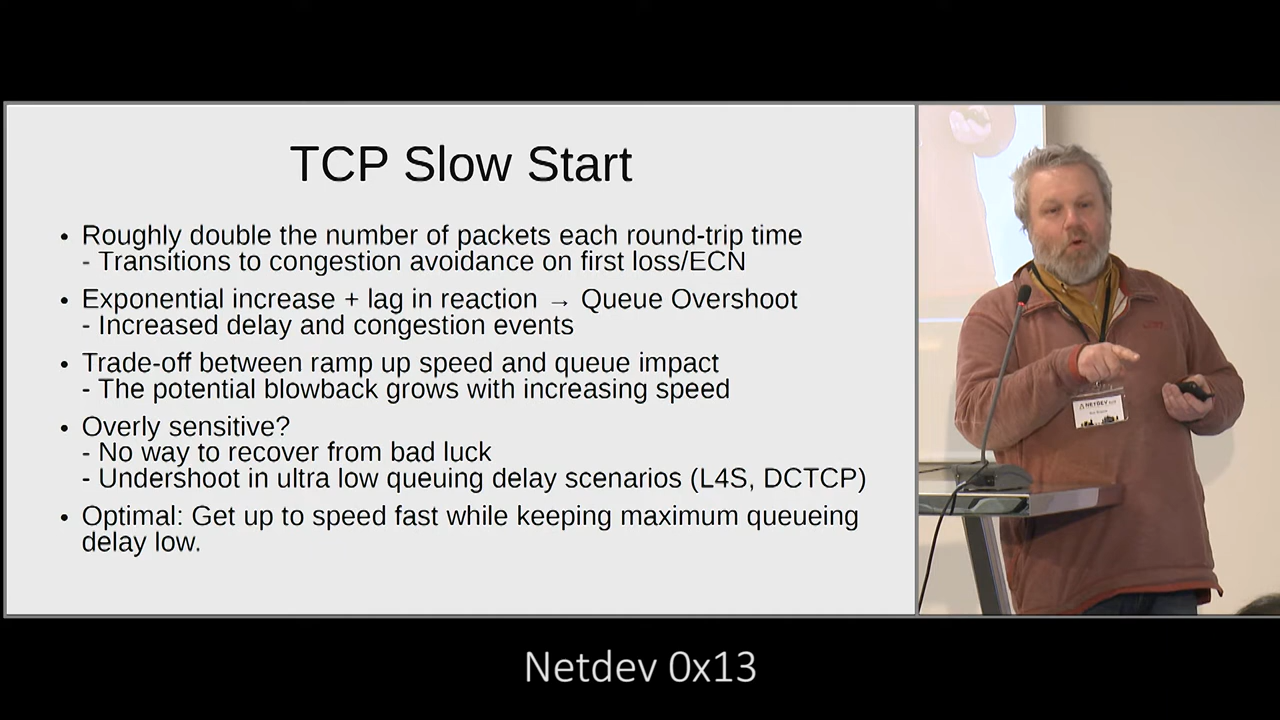 TCP Slow Start
• Roughly double the number of packets each round-trip time
- Transitions to congestion avoidance on first loss/ECN
• Exponential increase + lag in reaction → Queue Overshoot
- Increased delay and congestion events
• Trade-off between ramp up speed and queue impact
- The potential blowback grows with increasing speed
• Overly sensitive?
- No way to recover from bad luck
- Undershoot in ultra low queuing delay scenarios (L4S, DCTCP)
• Optimal: Get up to speed fast while keeping maximum queueing
delay low.
NETDEV
Netdev 0x13